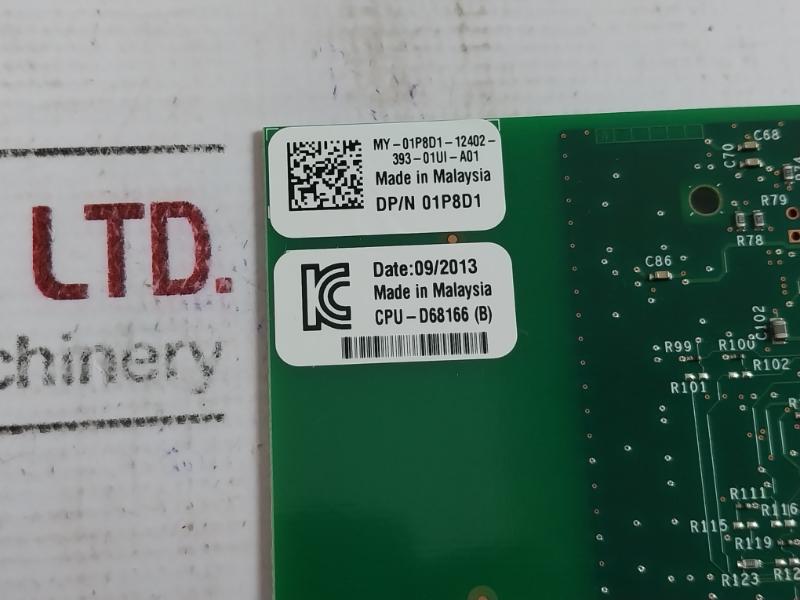 MY-01P8D1-12402-
393-01UI-A01
Made in Malaysia
DP/N 01P8D1
Date:09/2013
Made in Malaysia
CPU-D68166 (B)
LTD.
chinery
C68
C70
R79
R78
C86
R99
R100
R102
R101
R111
R116
R115
R119
R123